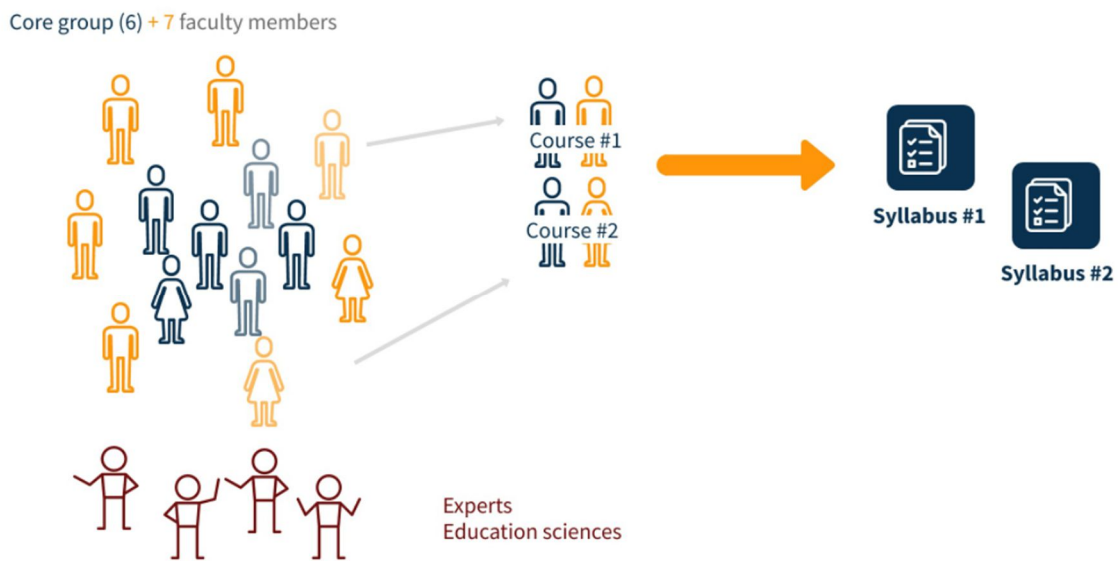 Core group (6) + 7 faculty members
Course #1
Course #2
Syllabus #1
Syllabus #2
Experts
Education sciences